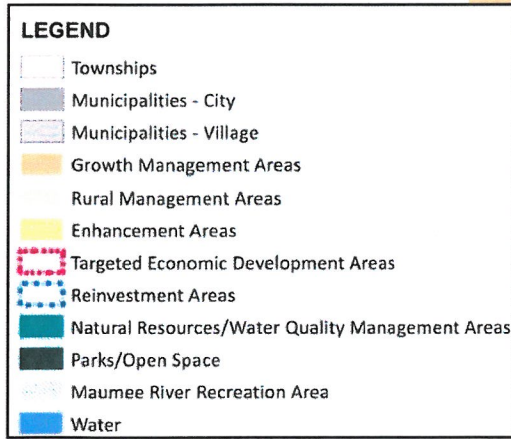 LEGEND
Townships
Municipalities - City
Municipalities - Village
Growth Management Areas
Rural Management Areas
Enhancement Areas
Targeted Economic Development Areas
Reinvestment Areas
Natural Resources/Water Quality Management Areas
Parks/Open Space
Maumee River Recreation Area
Water